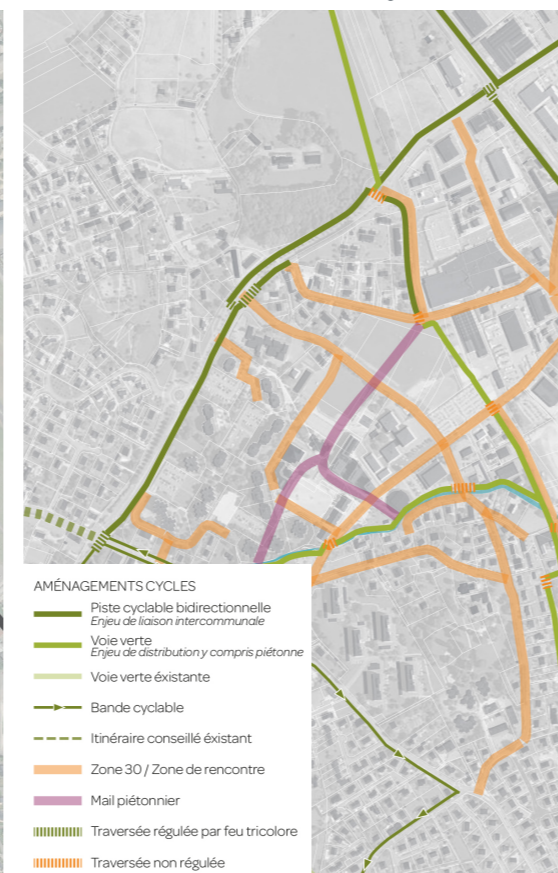 AMÉNAGEMENTS CYCLES
Piste cyclable bidirectionnelle
Enjeu de liaison intercommunale
Voie verte
Enjeu de distribution y compris piétonne
Voie verte éxistante
Bande cyclable
Itinéraire conseillé éxistant
Zone 30 / Zone de rencontre
Mail piétonnier
Traversée régulée par feu tricolore
Traversée non régulée